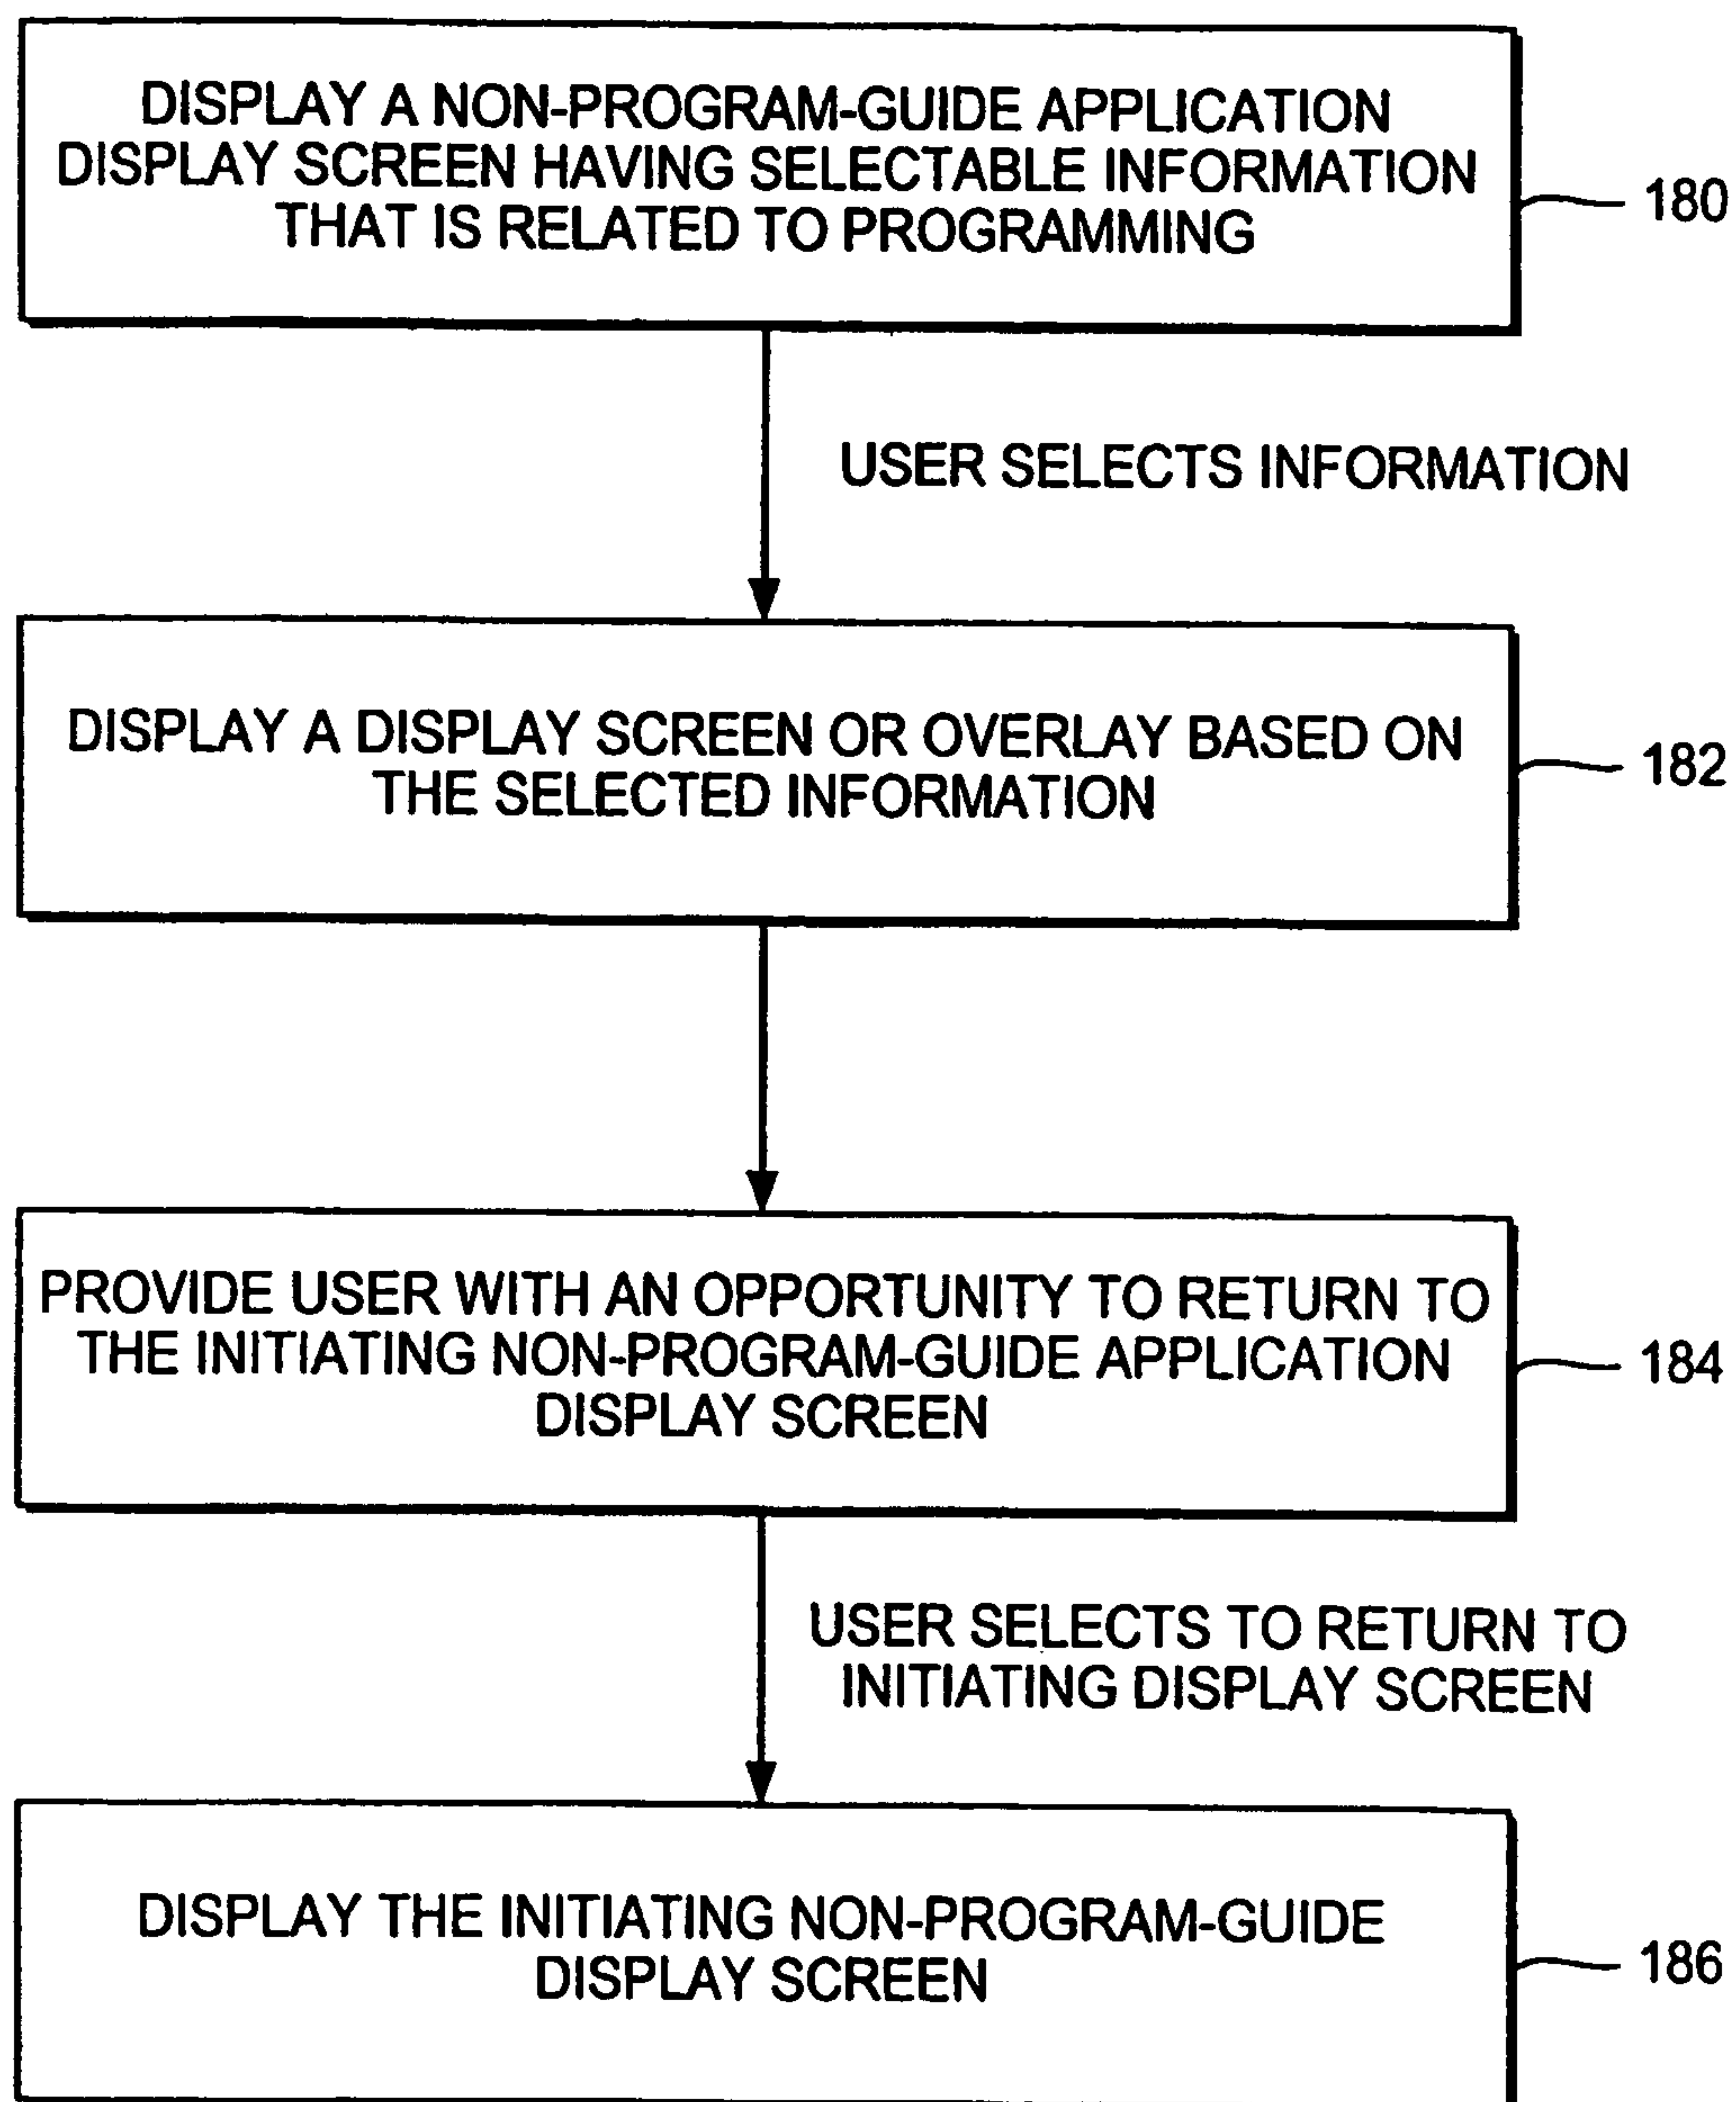 DISPLAY A NON-PROGRAM-GUIDE APPLICATION
DISPLAY SCREEN HAVING SELECTABLE INFORMATION
THAT IS RELATED TO PROGRAMMING
180
USER SELECTS INFORMATION
DISPLAY A DISPLAY SCREEN OR OVERLAY BASED ON
THE SELECTED INFORMATION
182
PROVIDE USER WITH AN OPPORTUNITY TO RETURN TO
THE INITIATING NON-PROGRAM-GUIDE APPLICATION
DISPLAY SCREEN
184
USER SELECTS TO RETURN TO
INITIATING DISPLAY SCREEN
DISPLAY THE INITIATING NON-PROGRAM-GUIDE
DISPLAY SCREEN
186